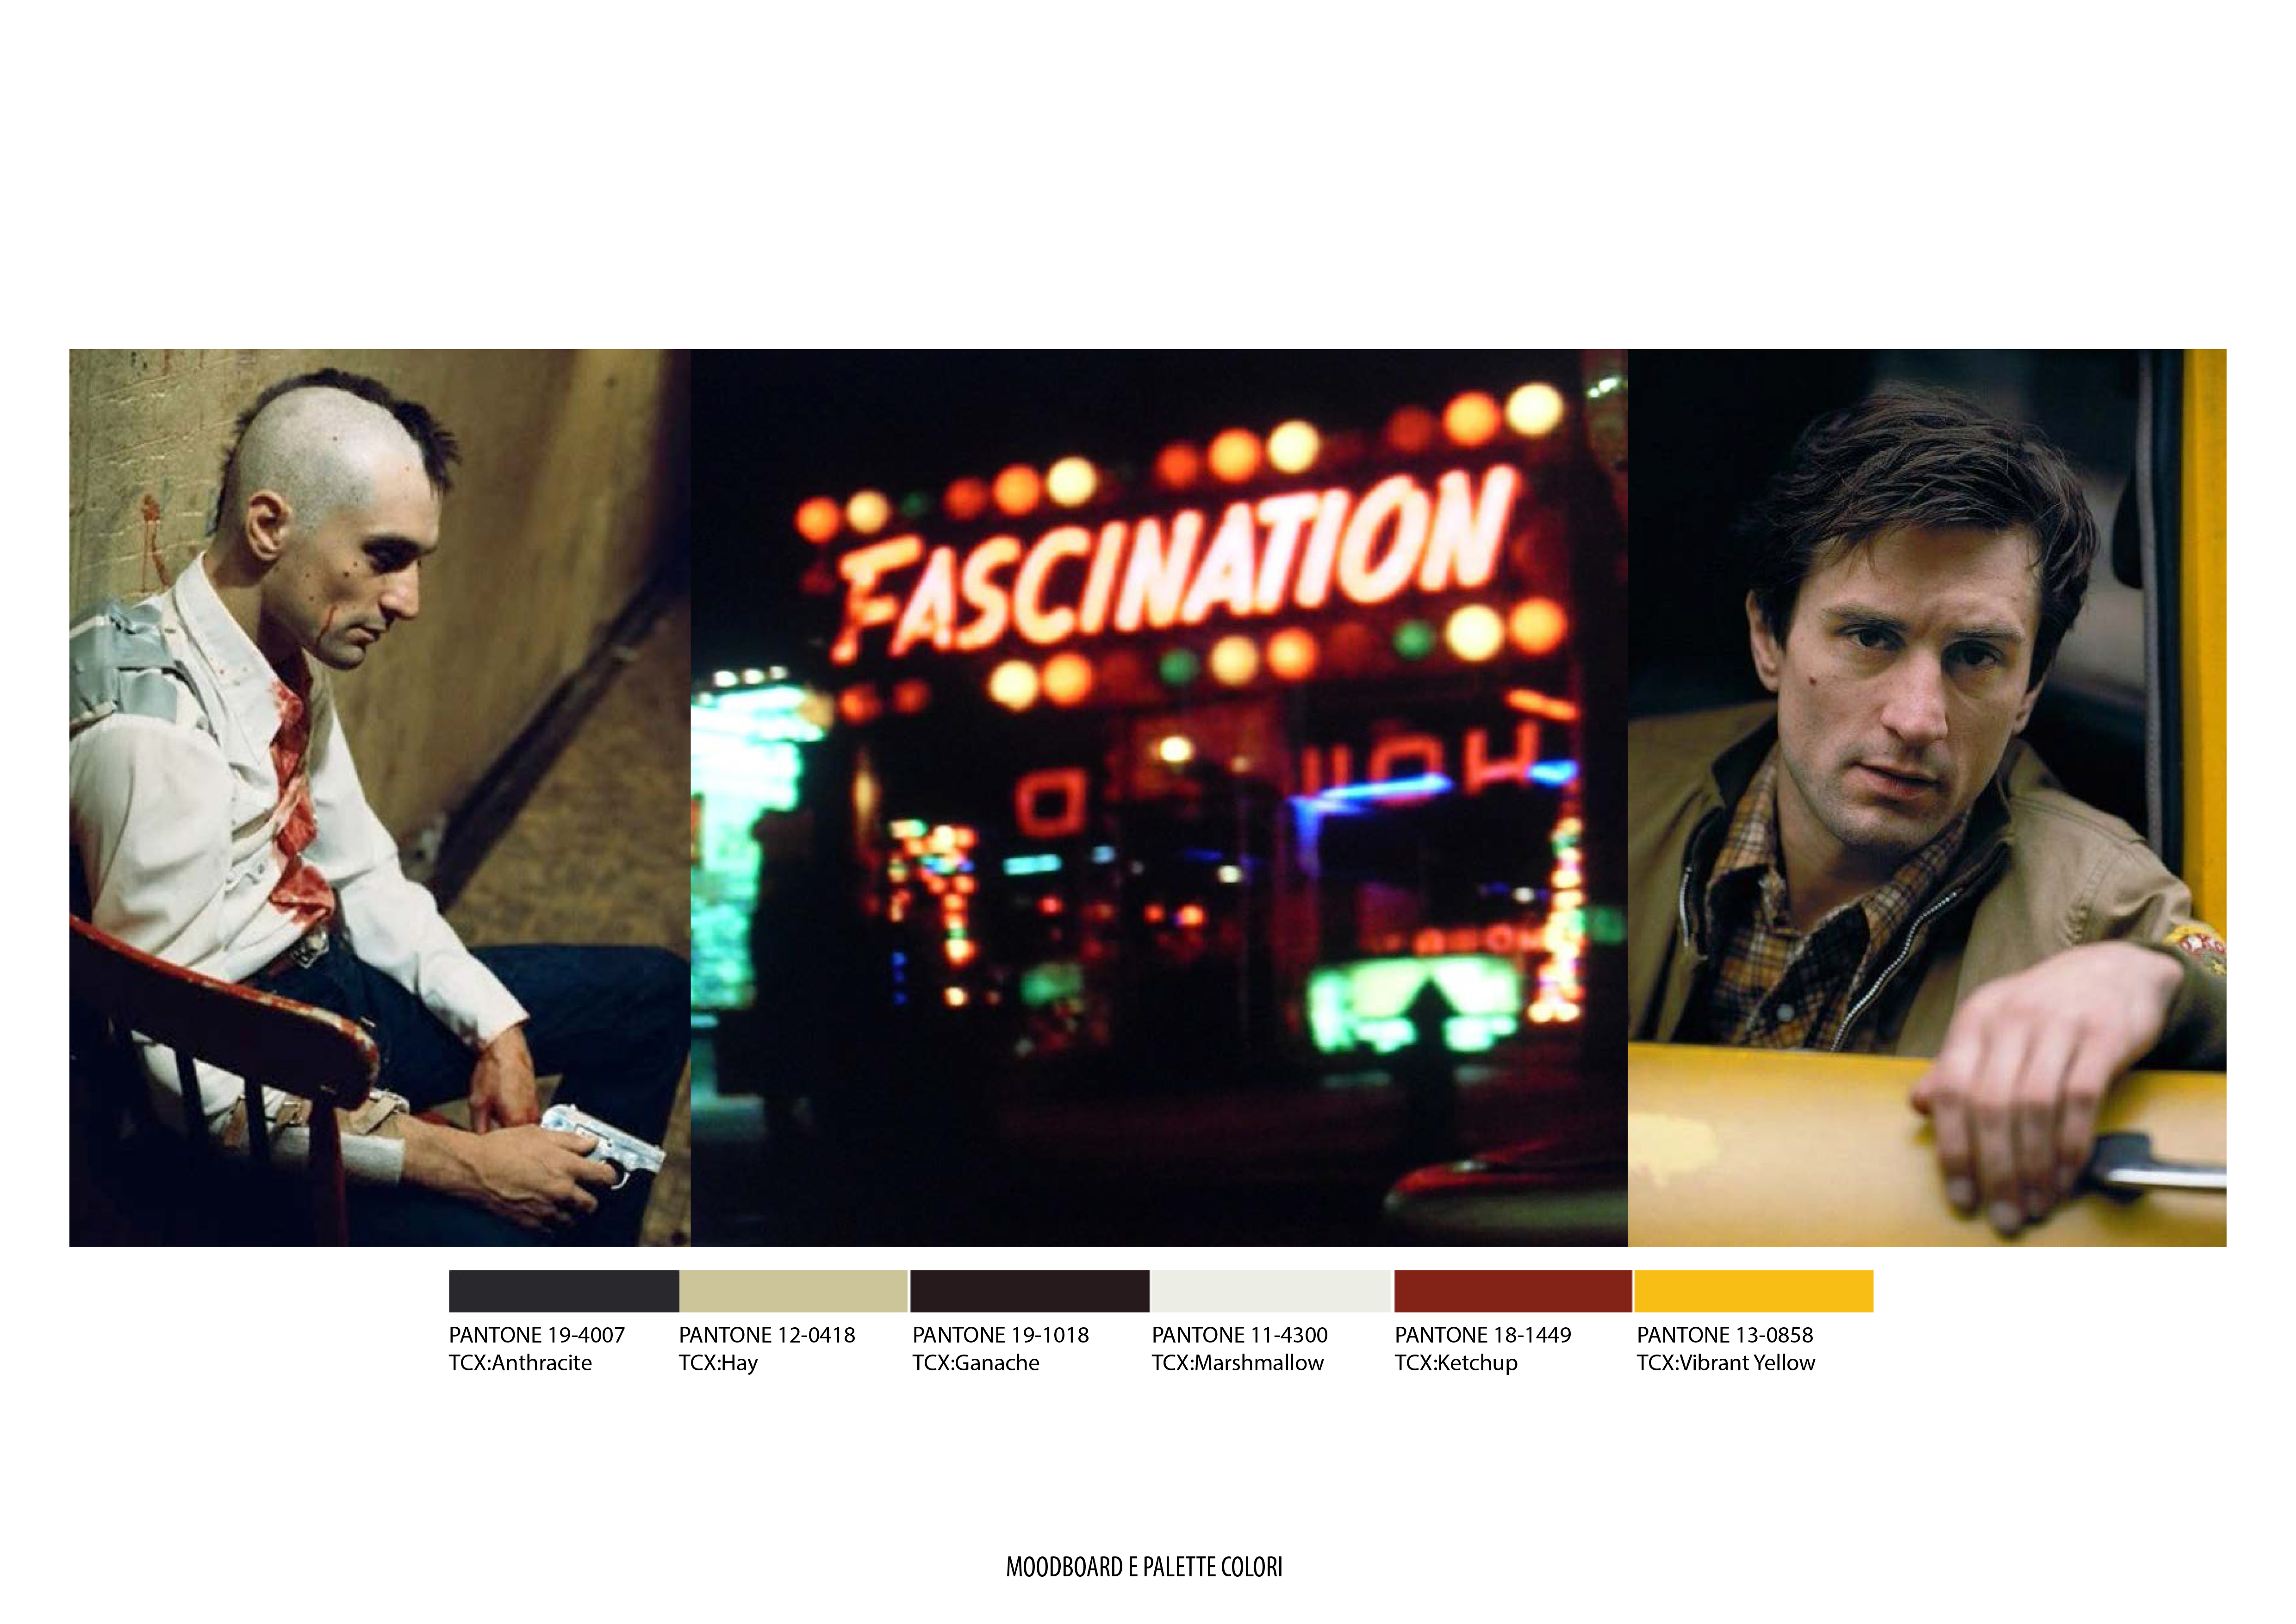 FASCINATION
PANTONE 19-4007
TCX:Anthracite
PANTONE 12-0418
TCX:Hay
PANTONE 19-1018
TCX:Ganache
PANTONE 11-4300
TCX:Marshmallow
PANTONE 18-1449
TCX:Ketchup
PANTONE 13-0858
TCX:Vibrant Yellow
MOODBOARD E PALETTE COLORI